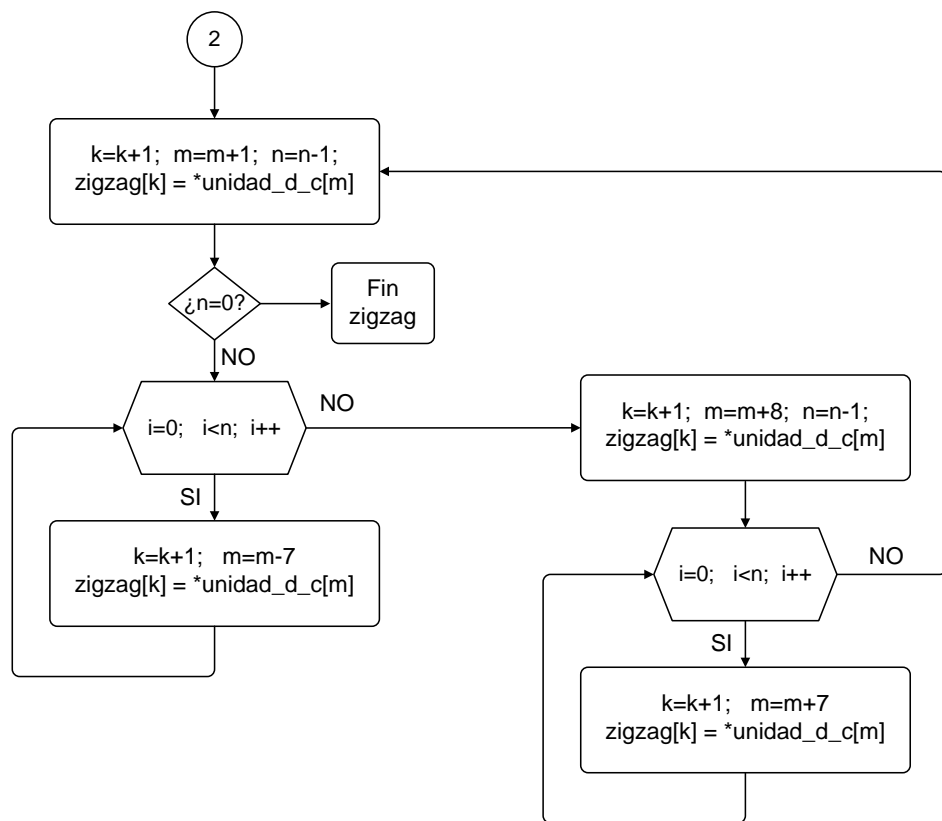 2
k=k+1; m=m+1; n=n-1;
zigzag[k] = *unidad_d_c[m]
¿n=0?
Fin
zigzag
NO
i=0; i<n; i++
NO
SI
k=k+1; m=m-7
zigzag[k] = *unidad_d_c[m]
k=k+1; m=m+8; n=n-1;
zigzag[k] = *unidad_d_c[m]
i=0; i<n; i++
NO
SI
k=k+1; m=m+7
zigzag[k] = *unidad_d_c[m]